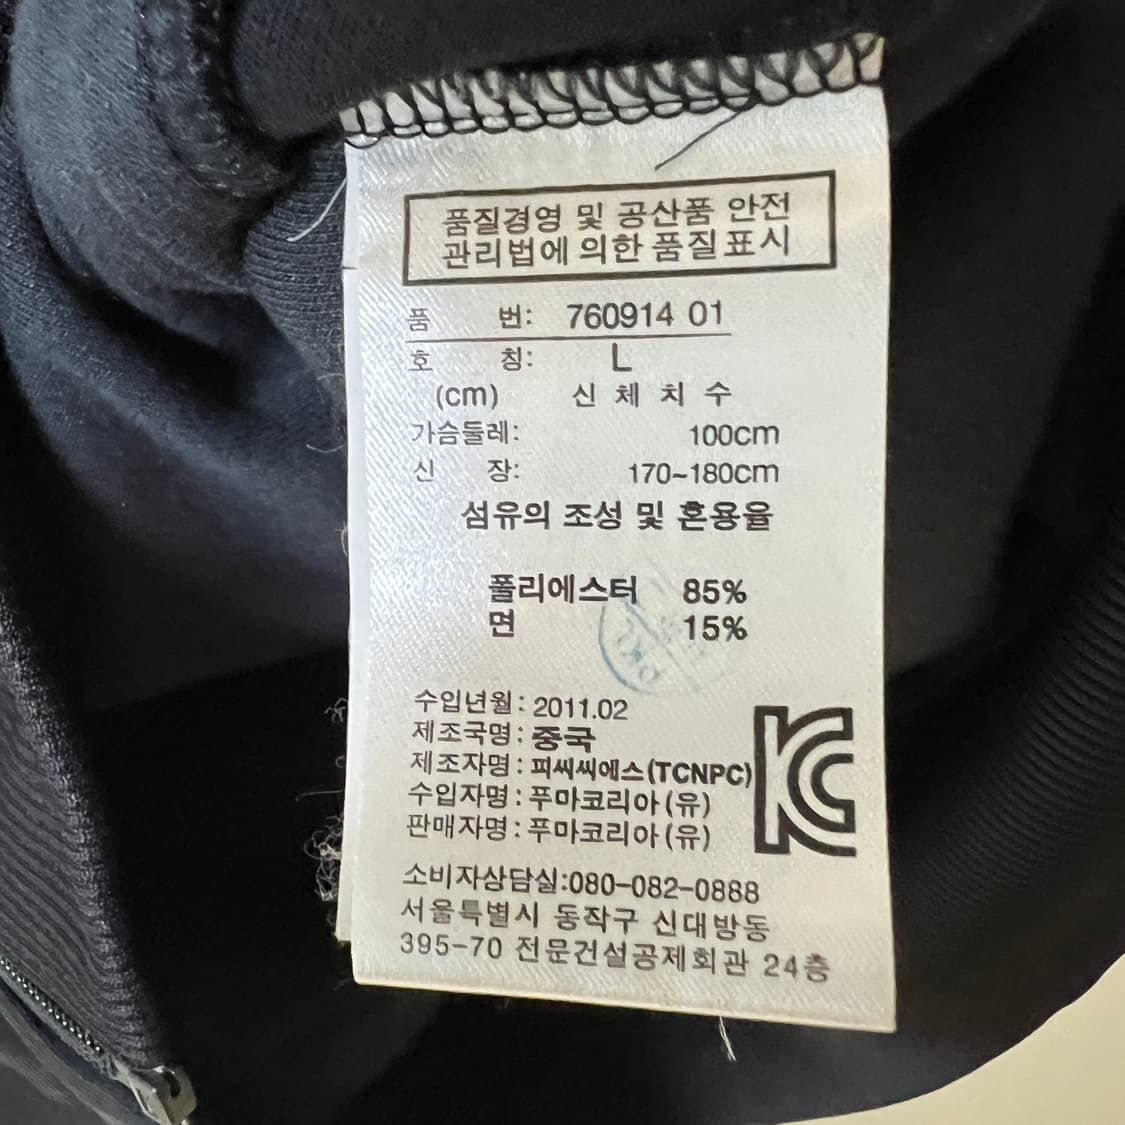 품질경영 및 공산품 안전
관리법에 의한 품질표시
품 번: 760914 01
호 칭: L
(cm) 신 체 치 수
가슴둘레: 100cm
신 장: 170~180cm
섬유의 조성 및 혼용율
폴리에스터 85%
면 15%
수입년월: 2011.02
제조국명: 중국
제조자명: 피씨씨에스(TCNPC)
수입자명: 푸마코리아(유)
판매자명: 푸마코리아(유)
소비자상담실:080-082-0888
서울특별시 동작구 신대방동
395-70 전문건설공제회관 24층